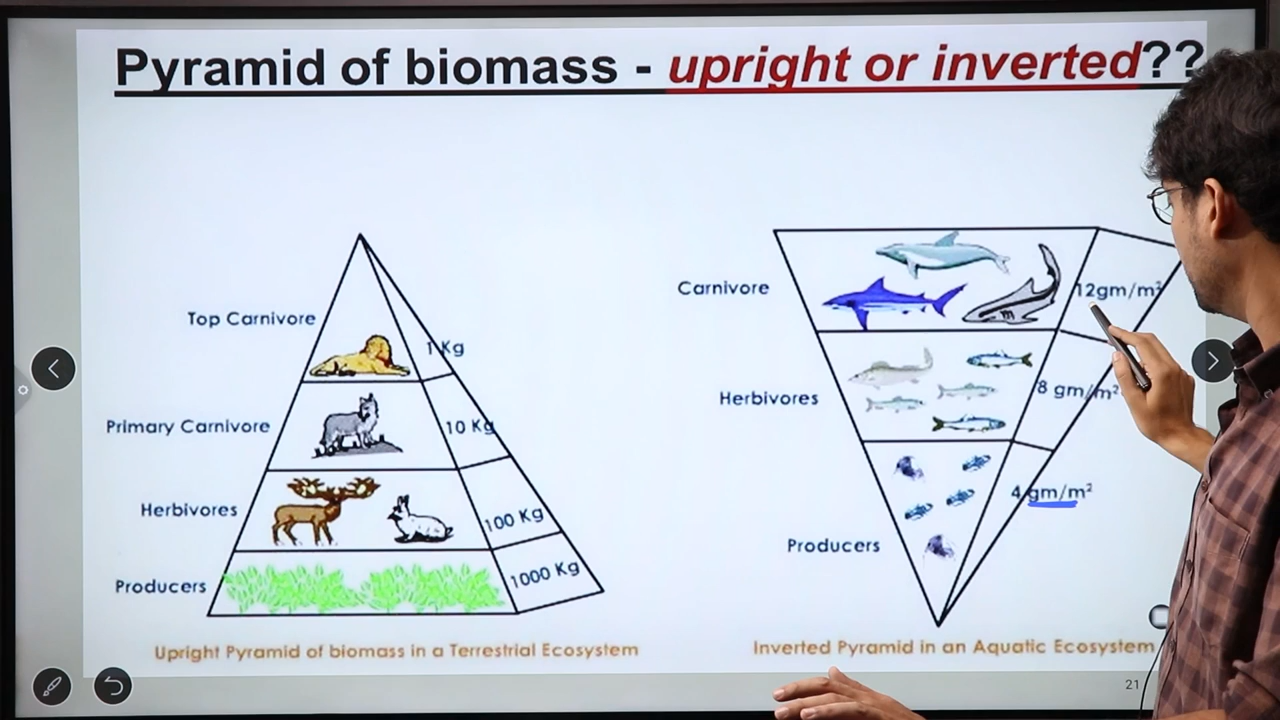 Pyramid of biomass - upright or inverted??
Top Carnivore
1 Kg
Primary Carnivore
10 Kg
Herbivores
100 Kg
Producers
1000 Kg
Upright Pyramid of biomass in a Terrestrial Ecosystem
Carnivore
12gm/m²
Herbivores
8 gm/m²
4 gm/m²
Producers
Inverted Pyramid in an Aquatic Ecosystem
21